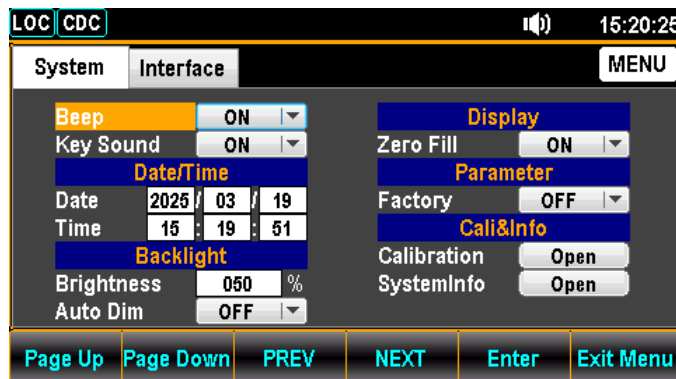 LOC CDC 15:20:25
System Interface MENU
Beep ON
Key Sound ON
Date/Time
Date 2025 / 03 / 19
Time 15 : 19 : 51
Backlight
Brightness 050 %
Auto Dim OFF
Display
Zero Fill ON
Parameter
Factory OFF
Cali&Info
Calibration Open
SystemInfo Open
Page Up Page Down PREV NEXT Enter Exit Menu